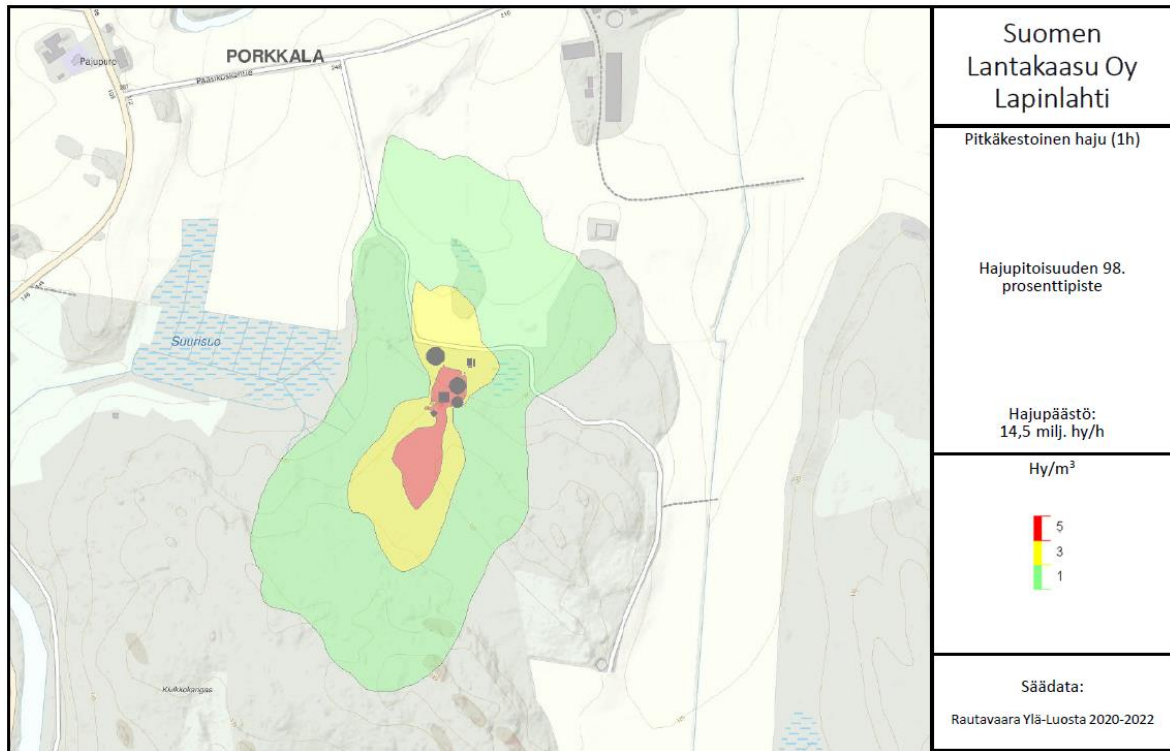 PORKKALA
Pajupuro
Suurisuo
Suomen
Lantakaasu Oy
Lapinlahti
Pitkäkestoinen haju (1h)
Hajupitoisuuden 98.
prosenttipiste
Hajupäästö:
14,5 milj. hy/h
Hy/m³
5
3
1
Säädata:
Rautavaara Ylä-Luosta 2020-2022